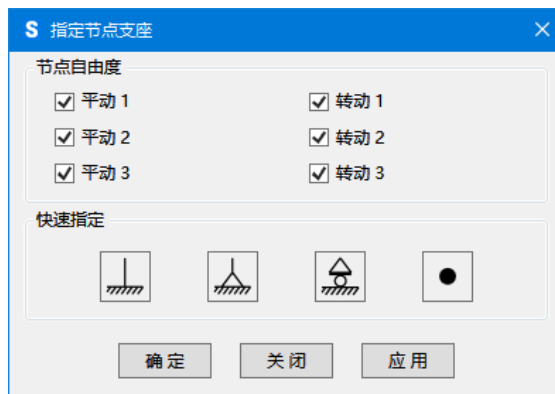 S 指定节点支座
节点自由度
平动 1 转动 1
平动 2 转动 2
平动 3 转动 3
快速指定
确定 关闭 应用